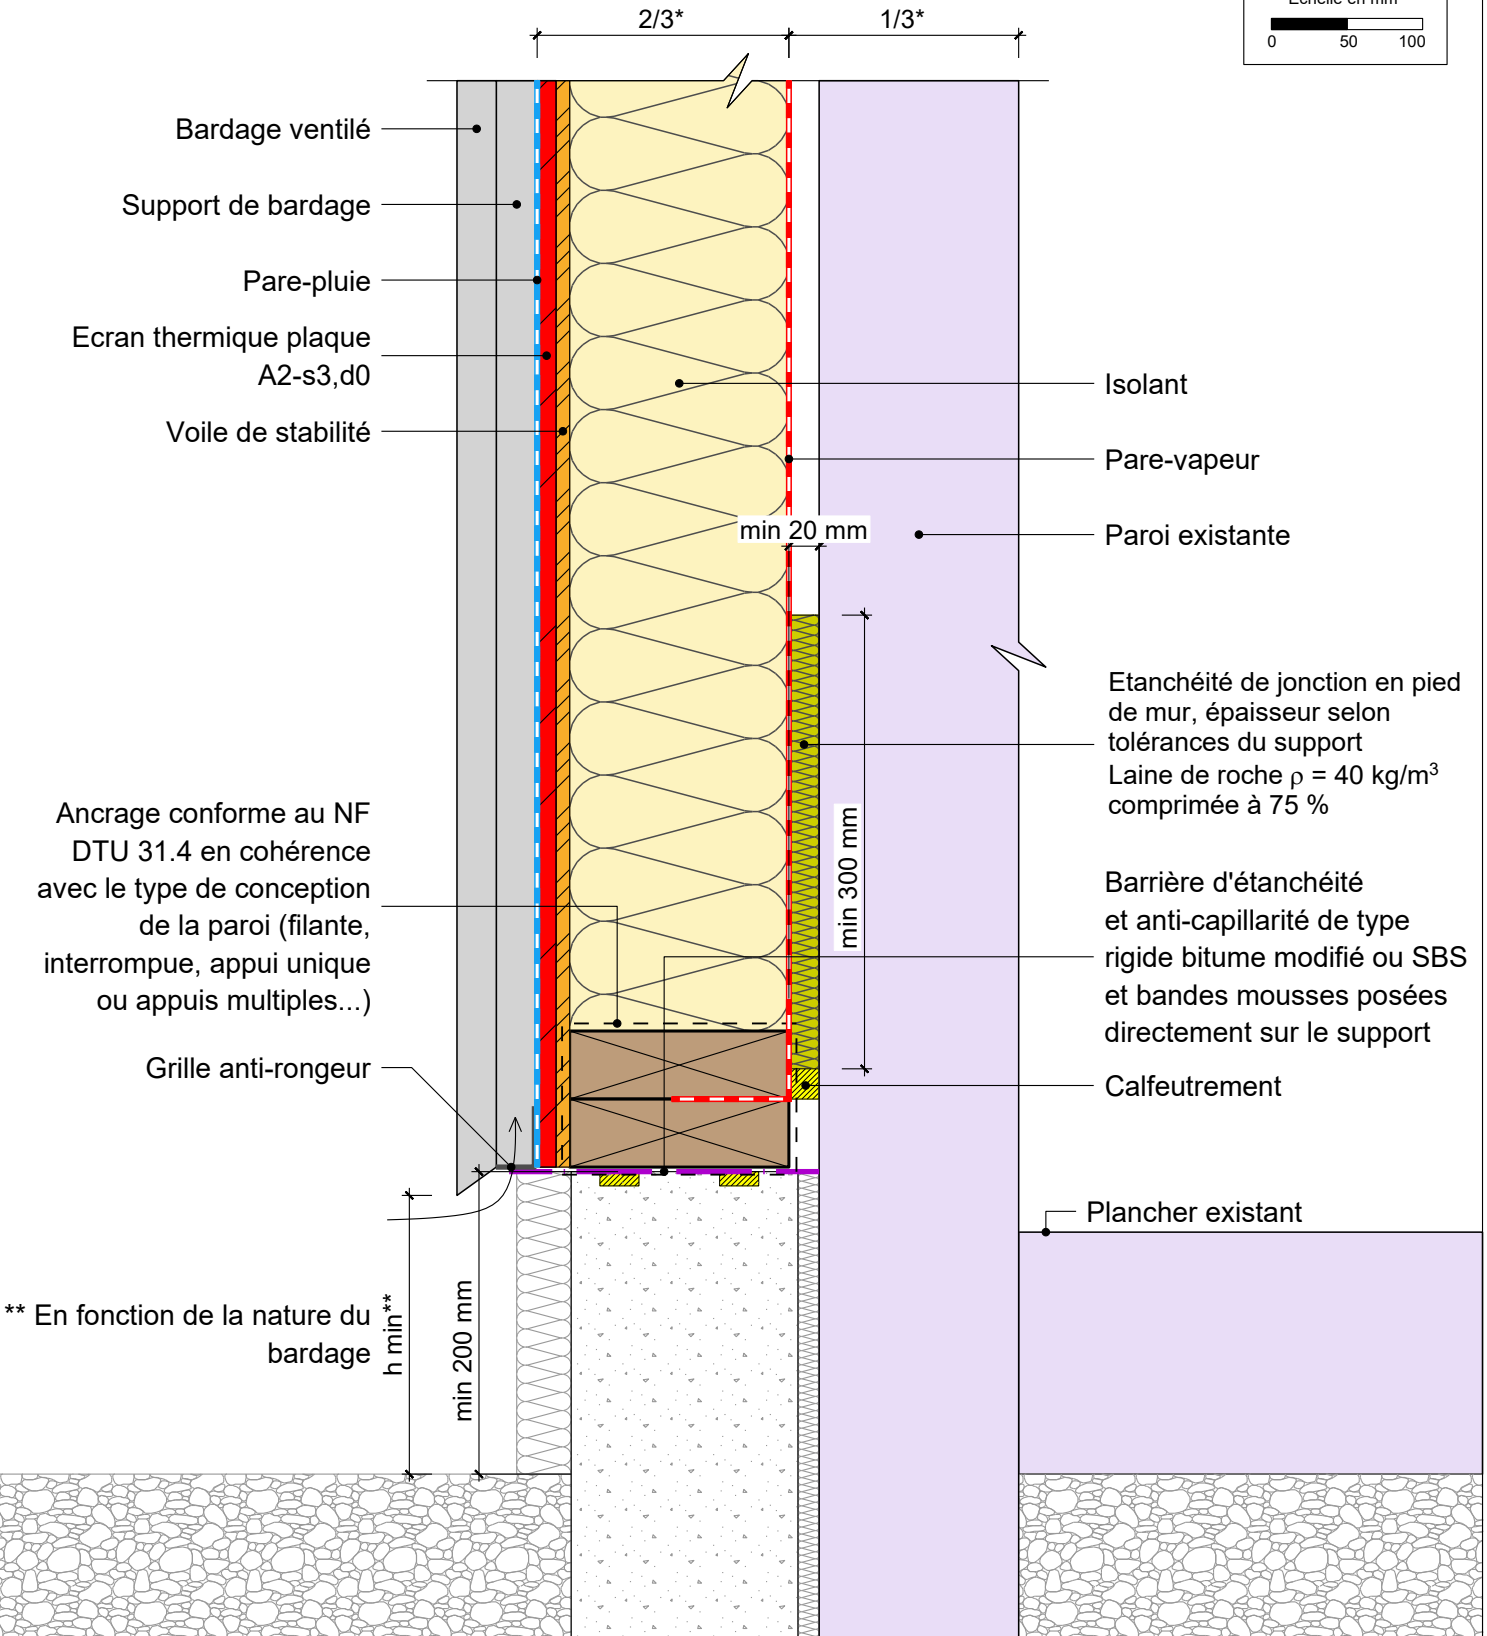 Echelle en mm
0 50 100
2/3*
1/3*
Bardage ventilé
Support de bardage
Pare-pluie
Ecran thermique plaque
A2-s3,d0
Voile de stabilité
Isolant
Pare-vapeur
min 20 mm
Paroi existante
Etanchéité de jonction en pied
de mur, épaisseur selon
tolérances du support
Laine de roche ρ = 40 kg/m³
comprimée à 75 %
min 300 mm
Ancrage conforme au NF
DTU 31.4 en cohérence
avec le type de conception
de la paroi (filante,
interrompue, appui unique
ou appuis multiples...)
Barrière d'étanchéité
et anti-capillarité de type
rigide bitume modifié ou SBS
et bandes mousses posées
directement sur le support
Grille anti-rongeur
Calfeutrement
Plancher existant
** En fonction de la nature du
bardage
h min**
min 200 mm